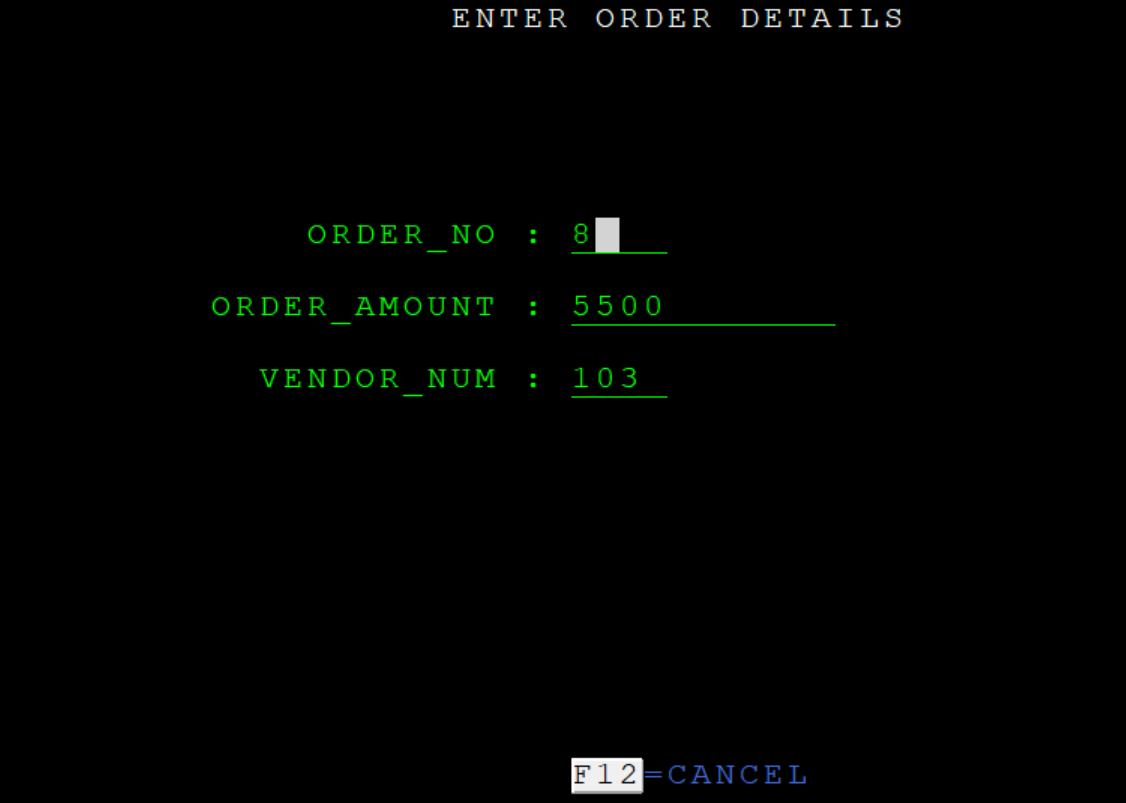 ENTER ORDER DETAILS
ORDER_NO : 8
ORDER_AMOUNT : 5500
VENDOR_NUM : 103
F12=CANCEL